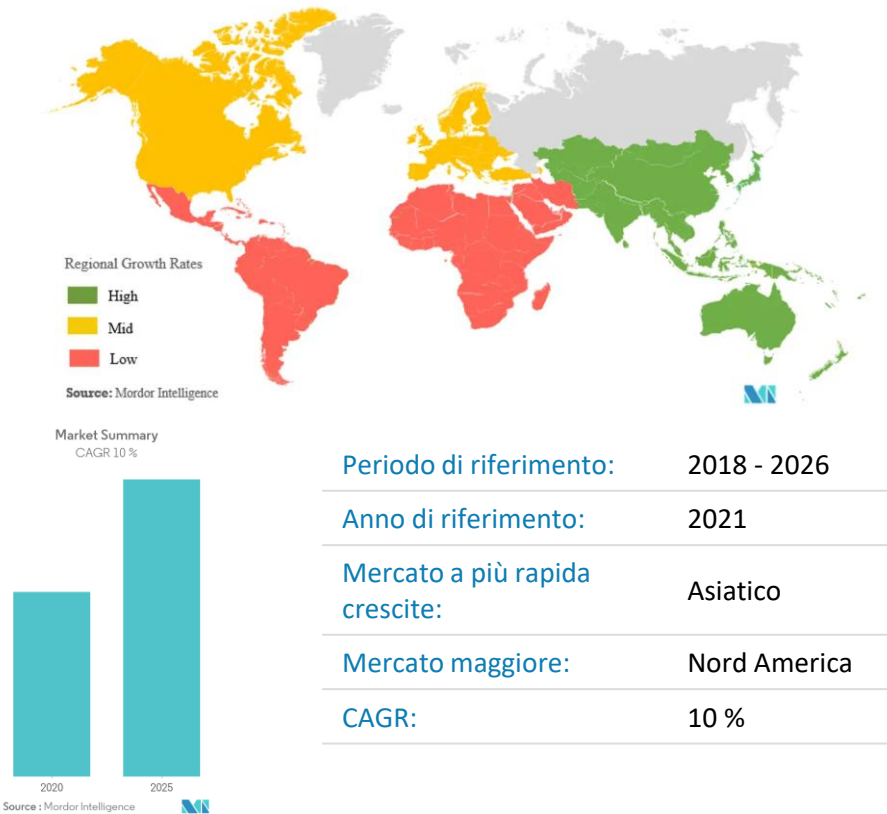 Regional Growth Rates
High
Mid
Low
Source: Mordor Intelligence
Market Summary
CAGR 10 %
2020
2025
Source : Mordor Intelligence
Periodo di riferimento: 2018 - 2026
Anno di riferimento: 2021
Mercato a più rapida
crescite: Asiatico
Mercato maggiore: Nord America
CAGR: 10 %